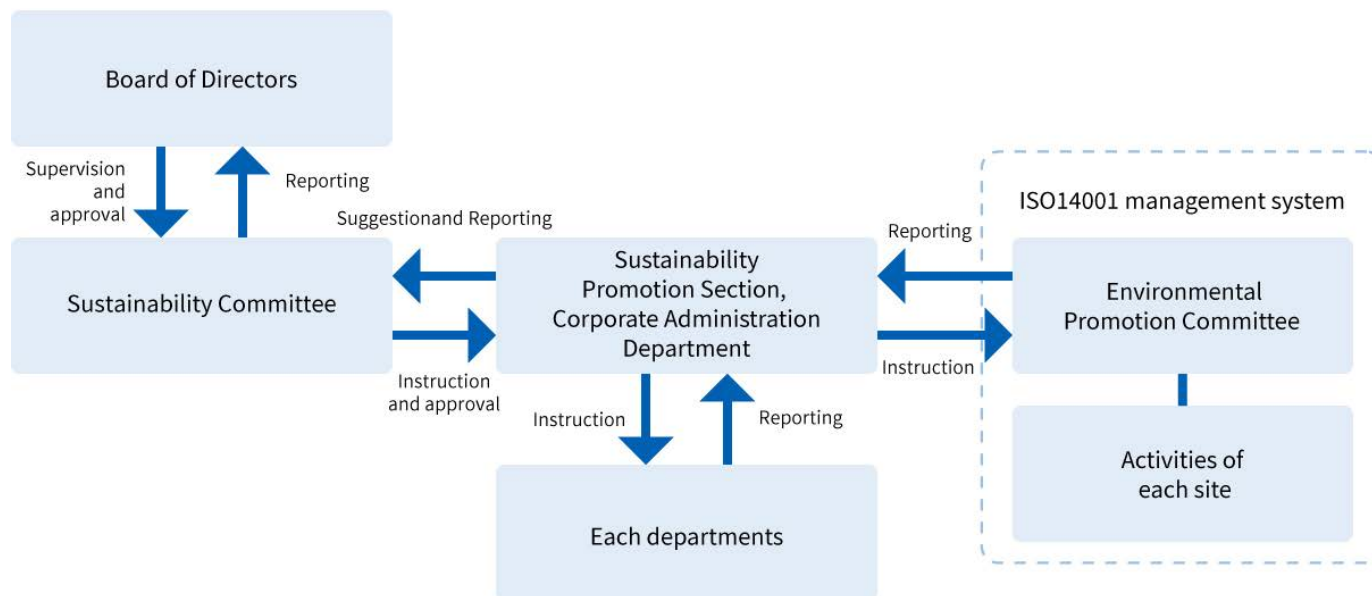 Board of Directors
Supervision
and
approval
Reporting
Suggestionand Reporting
Sustainability Committee
Instruction
and approval
Sustainability
Promotion Section,
Corporate Administration
Department
Instruction
Reporting
Each departments
Reporting
Instruction
ISO14001 management system
Environmental
Promotion Committee
Activities of
each site